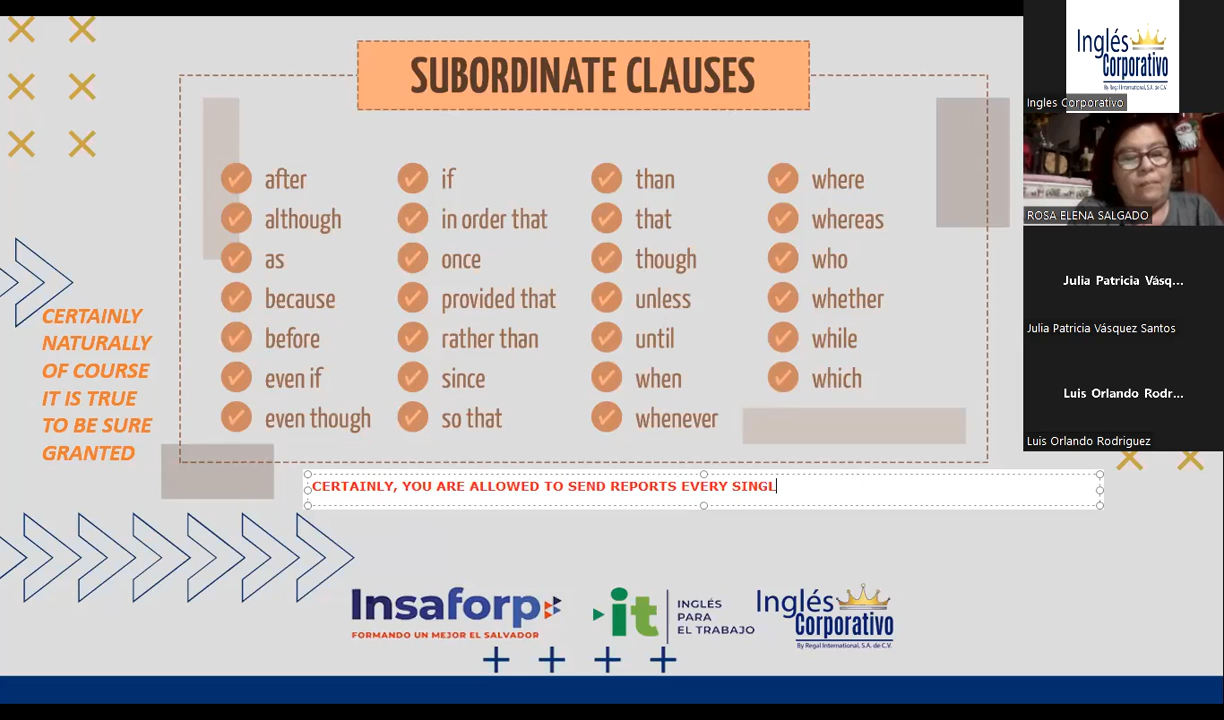 SUBORDINATE CLAUSES
after
although
as
because
before
even if
even though
if
in order that
once
provided that
rather than
since
so that
than
that
though
unless
until
when
whenever
where
whereas
who
whether
while
which
CERTAINLY
NATURALLY
OF COURSE
IT IS TRUE
TO BE SURE
GRANTED
CERTAINLY, YOU ARE ALLOWED TO SEND REPORTS EVERY SINGL
Insaforp
FORMANDO UN MEJOR EL SALVADOR
it
INGLÉS
PARA
EL TRABAJO
Inglés
Corporativo
By Regal International, S.A. de C.V.
Inglés
Corporativo
By Regal International, S.A. de C.V.
Ingles Corporativo
ROSA ELENA SALGADO
Julia Patricia Vásq...
Julia Patricia Vásquez Santos
Luis Orlando Rodr...
Luis Orlando Rodriguez